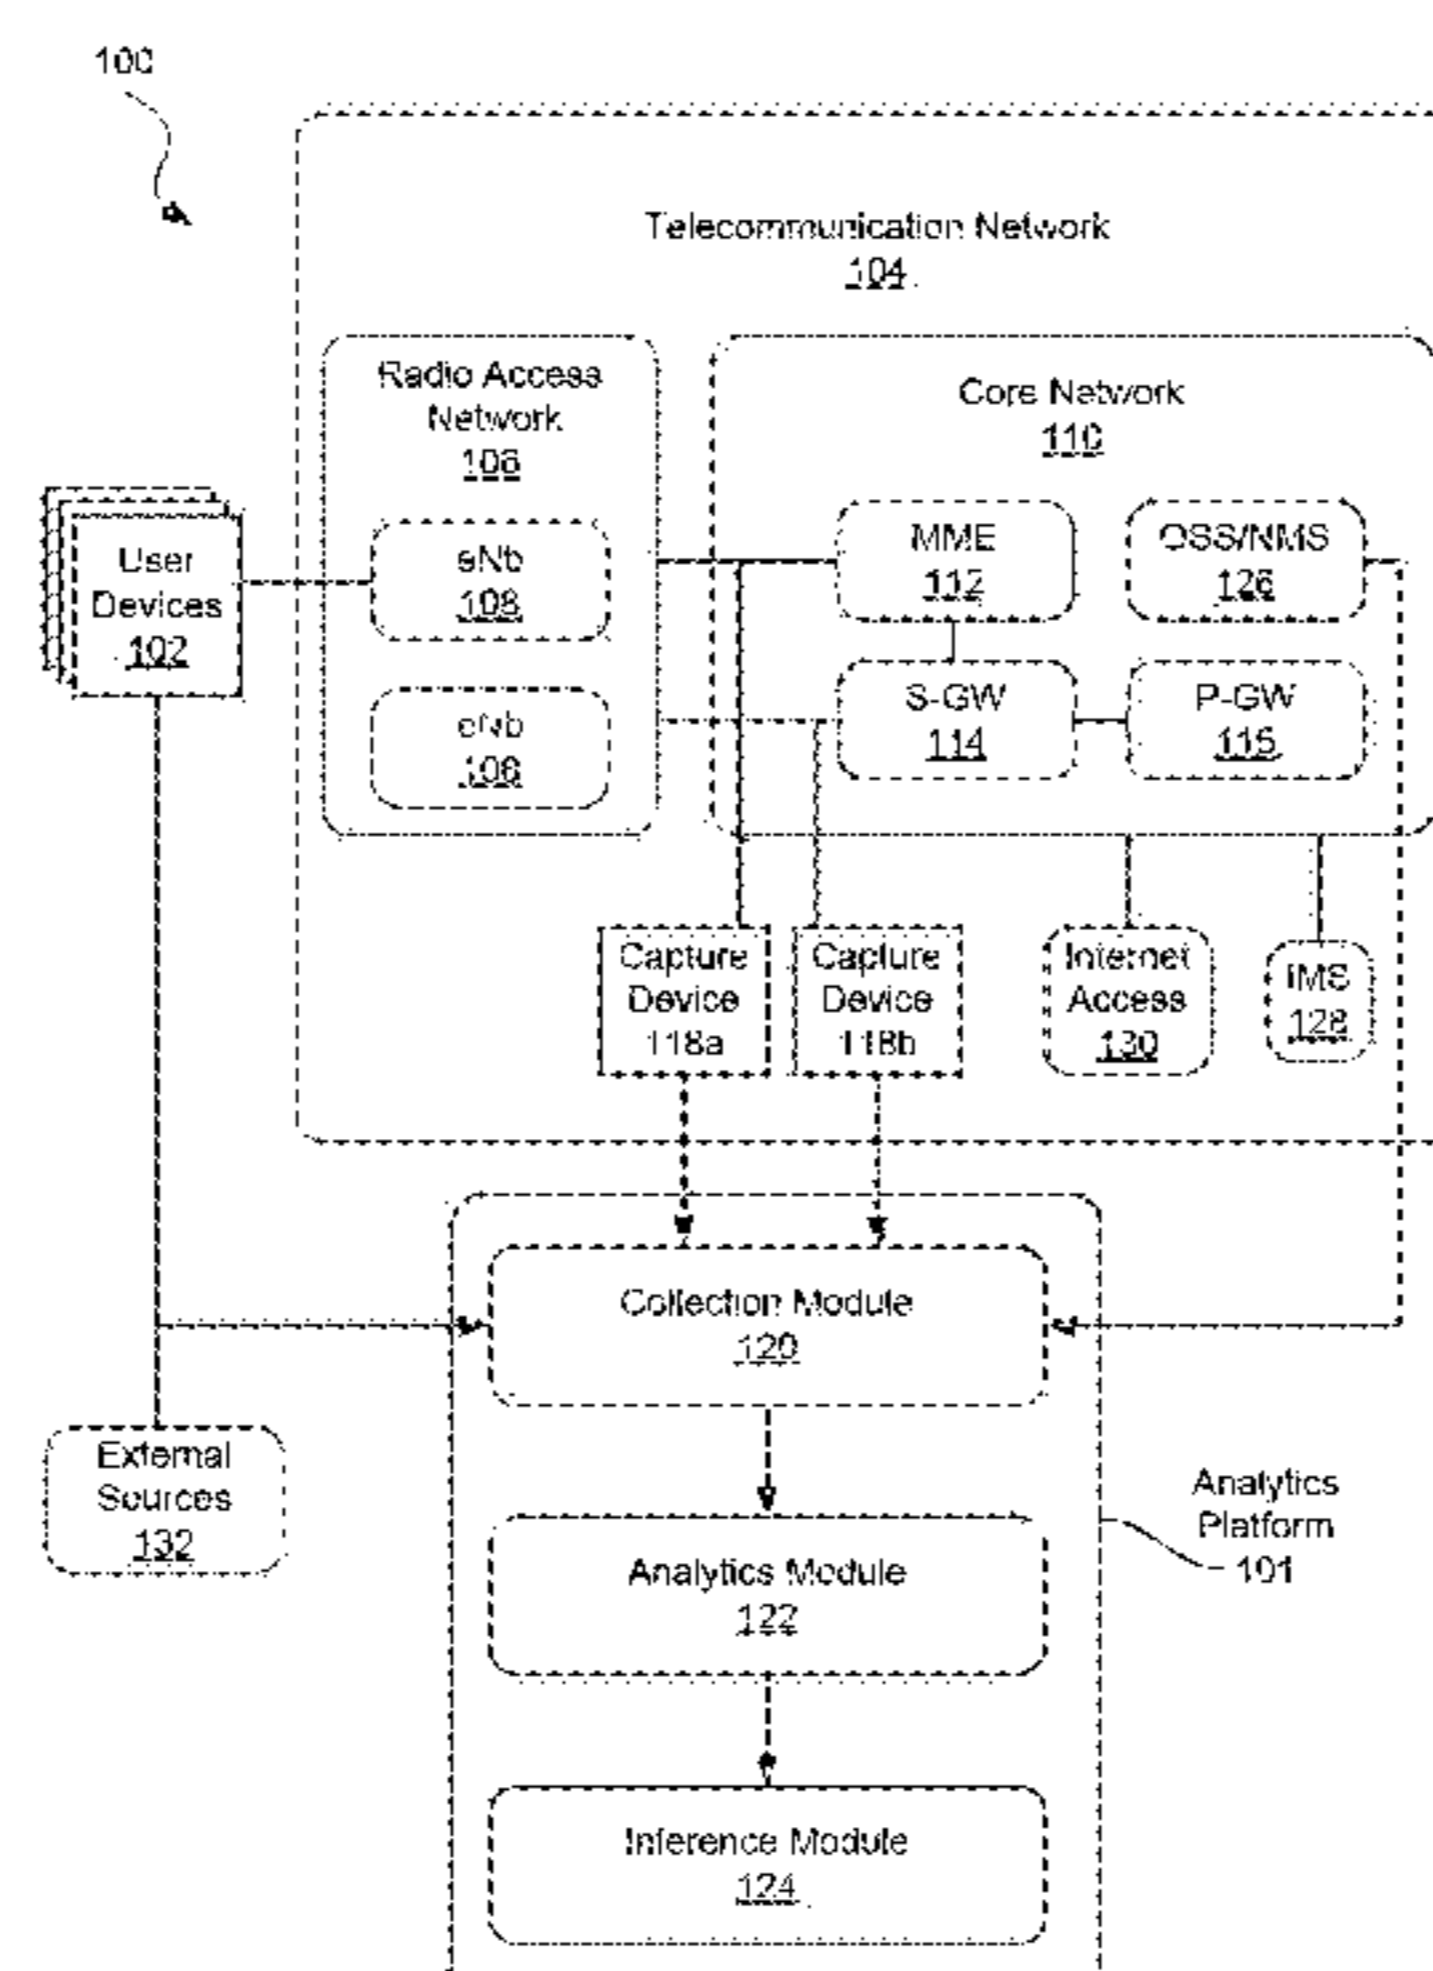 100
Telecommunication Network
104
Radio Access
Network
106
Core Network
110
User
Devices
102
eNb
108
eNb
108
MME
112
OSS/NMS
126
S-GW
114
P-GW
116
Capture
Device
118a
Capture
Device
118b
Internet
Access
130
IMS
128
Collection Module
120
External
Sources
132
Analytics
Platform
101
Analytics Module
122
Inference Module
124